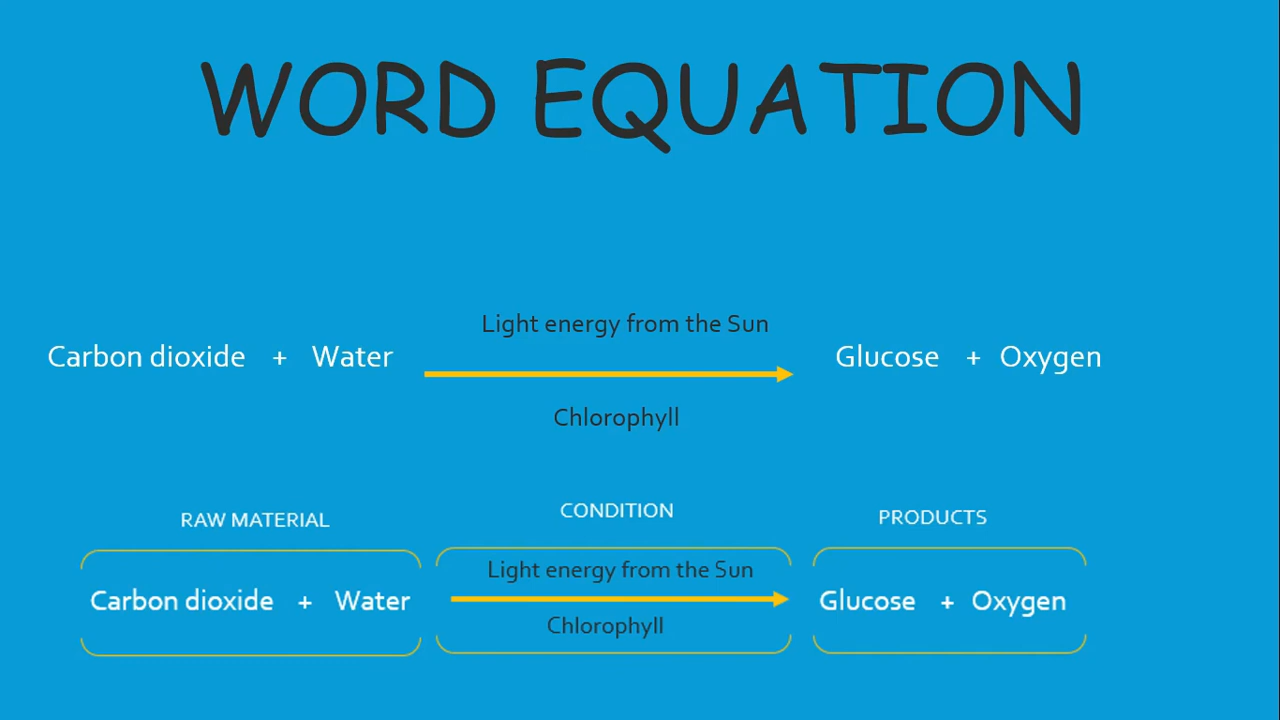 WORD EQUATION
Light energy from the Sun
Carbon dioxide + Water Glucose + Oxygen
Chlorophyll
RAW MATERIAL CONDITION PRODUCTS
Light energy from the Sun
Carbon dioxide + Water Glucose + Oxygen
Chlorophyll